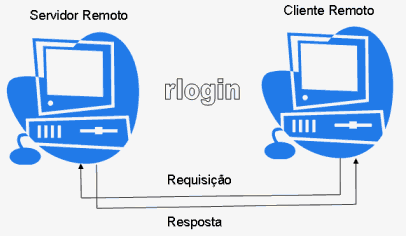 Servidor Remoto
Cliente Remoto
rlogin
Requisição
Resposta